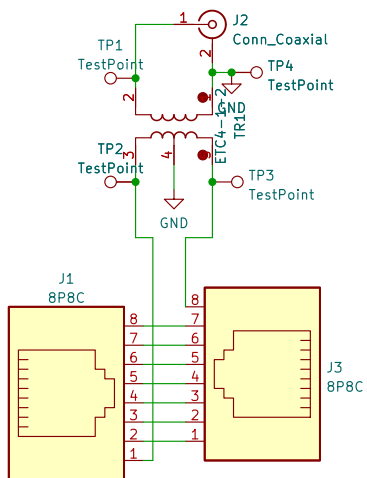 1
J2
Conn_Coaxial
2
TP1
TestPoint
TP4
TestPoint
GND
2
1
ETC4-1-2
TR1
TP2
TestPoint
3
4
TP3
TestPoint
GND
J1
8P8C
8
7
6
5
4
3
2
1
8
7
6
5
4
3
2
1
J3
8P8C